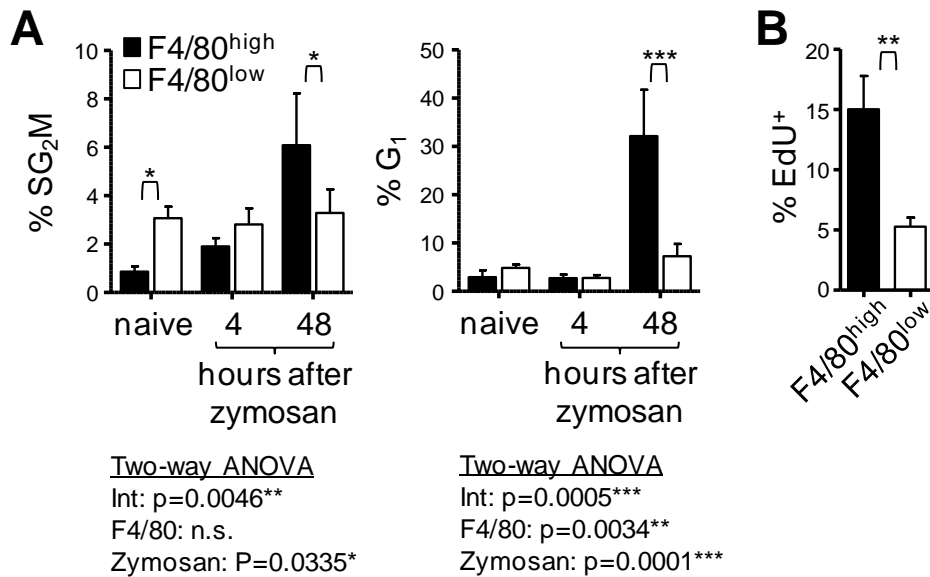 A
F4/80high
F4/80low
% SG2M
10
8
6
4
2
0
*
*
naive 4 48
hours after
zymosan
Two-way ANOVA
Int: p=0.0046**
F4/80: n.s.
Zymosan: P=0.0335*
% G1
50
40
30
20
10
0
***
naive 4 48
hours after
zymosan
Two-way ANOVA
Int: p=0.0005***
F4/80: p=0.0034**
Zymosan: p=0.0001***
B
% EdU+
20
15
10
5
0
**
F4/80high
F4/80low